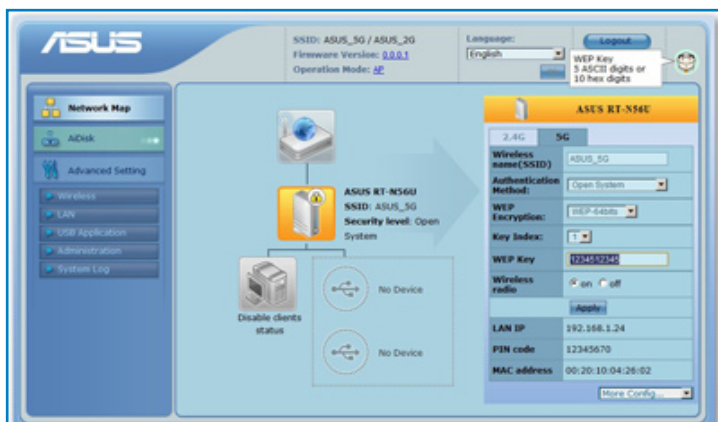 ASUS
SSID: ASUS_5G / ASUS_2G
Firmware Version: 0.0.0.1
Operation Mode: AP
Language:
English
Logout
WEP Key
5 ASCII digits or
10 hex digits
Network Map
AiDisk
Advanced Setting
Wireless
LAN
USB Application
Administration
System Log
ASUS RT-N56U
SSID: ASUS_5G
Security level: Open
System
Disable clients
status
No Device
No Device
ASUS RT-N56U
2.4G 5G
Wireless
name(SSID) ASUS_5G
Authentication
Method: Open System
WEP
Encryption: WEP-64bits
Key Index: 1
WEP Key 1234512345
Wireless
radio on off
Apply
LAN IP 192.168.1.24
PIN code 12345670
MAC address 00:20:10:04:26:02
More Config...